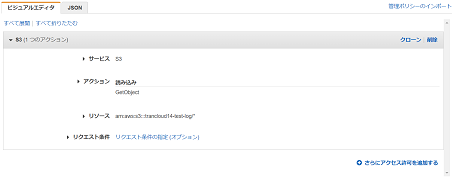 ビジュアルエディタ JSON 管理ポリシーのインポート
すべて展開 | すべて折りたたむ
S3 (1 つのアクション) クローン 削除
サービス S3
アクション 読み込み
GetObject
リソース arn:aws:s3:::trancloud14-test-log/*
リクエスト条件 リクエスト条件の指定 (オプション)
さらにアクセス許可を追加する